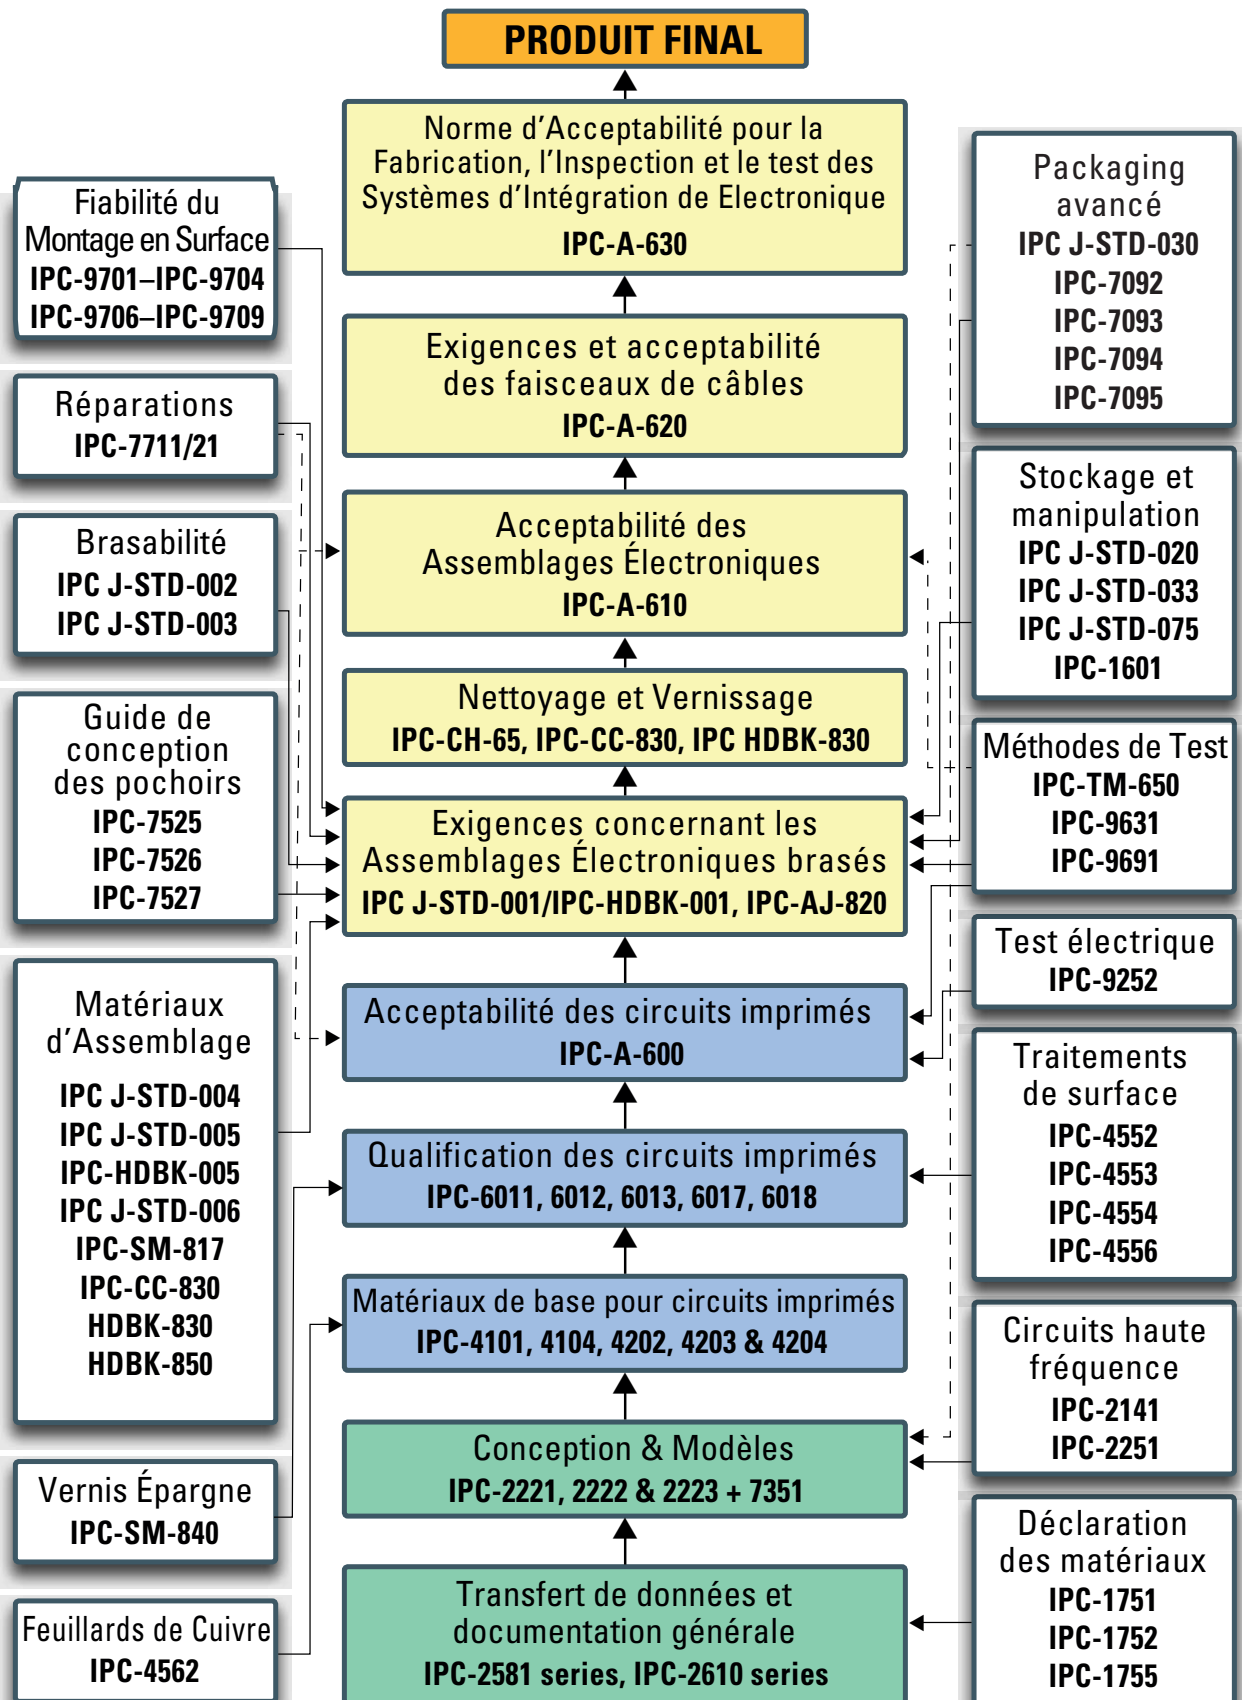 PRODUIT FINAL
Norme d'Acceptabilité pour la
Fabrication, l'Inspection et le test des
Systèmes d'Intégration de Electronique
IPC-A-630
Exigences et acceptabilité
des faisceaux de câbles
IPC-A-620
Acceptabilité des
Assemblages Électroniques
IPC-A-610
Nettoyage et Vernissage
IPC-CH-65, IPC-CC-830, IPC HDBK-830
Exigences concernant les
Assemblages Électroniques brasés
IPC J-STD-001/IPC-HDBK-001, IPC-AJ-820
Acceptabilité des circuits imprimés
IPC-A-600
Qualification des circuits imprimés
IPC-6011, 6012, 6013, 6017, 6018
Matériaux de base pour circuits imprimés
IPC-4101, 4104, 4202, 4203 & 4204
Conception & Modèles
IPC-2221, 2222 & 2223 + 7351
Transfert de données et
documentation générale
IPC-2581 series, IPC-2610 series
Fiabilité du
Montage en Surface
IPC-9701–IPC-9704
IPC-9706–IPC-9709
Réparations
IPC-7711/21
Brasabilité
IPC J-STD-002
IPC J-STD-003
Guide de
conception
des pochoirs
IPC-7525
IPC-7526
IPC-7527
Matériaux
d'Assemblage
IPC J-STD-004
IPC J-STD-005
IPC-HDBK-005
IPC J-STD-006
IPC-SM-817
IPC-CC-830
HDBK-830
HDBK-850
Vernis Épargne
IPC-SM-840
Feuillards de Cuivre
IPC-4562
Packaging
avancé
IPC J-STD-030
IPC-7092
IPC-7093
IPC-7094
IPC-7095
Stockage et
manipulation
IPC J-STD-020
IPC J-STD-033
IPC J-STD-075
IPC-1601
Méthodes de Test
IPC-TM-650
IPC-9631
IPC-9691
Test électrique
IPC-9252
Traitements
de surface
IPC-4552
IPC-4553
IPC-4554
IPC-4556
Circuits haute
fréquence
IPC-2141
IPC-2251
Déclaration
des matériaux
IPC-1751
IPC-1752
IPC-1755